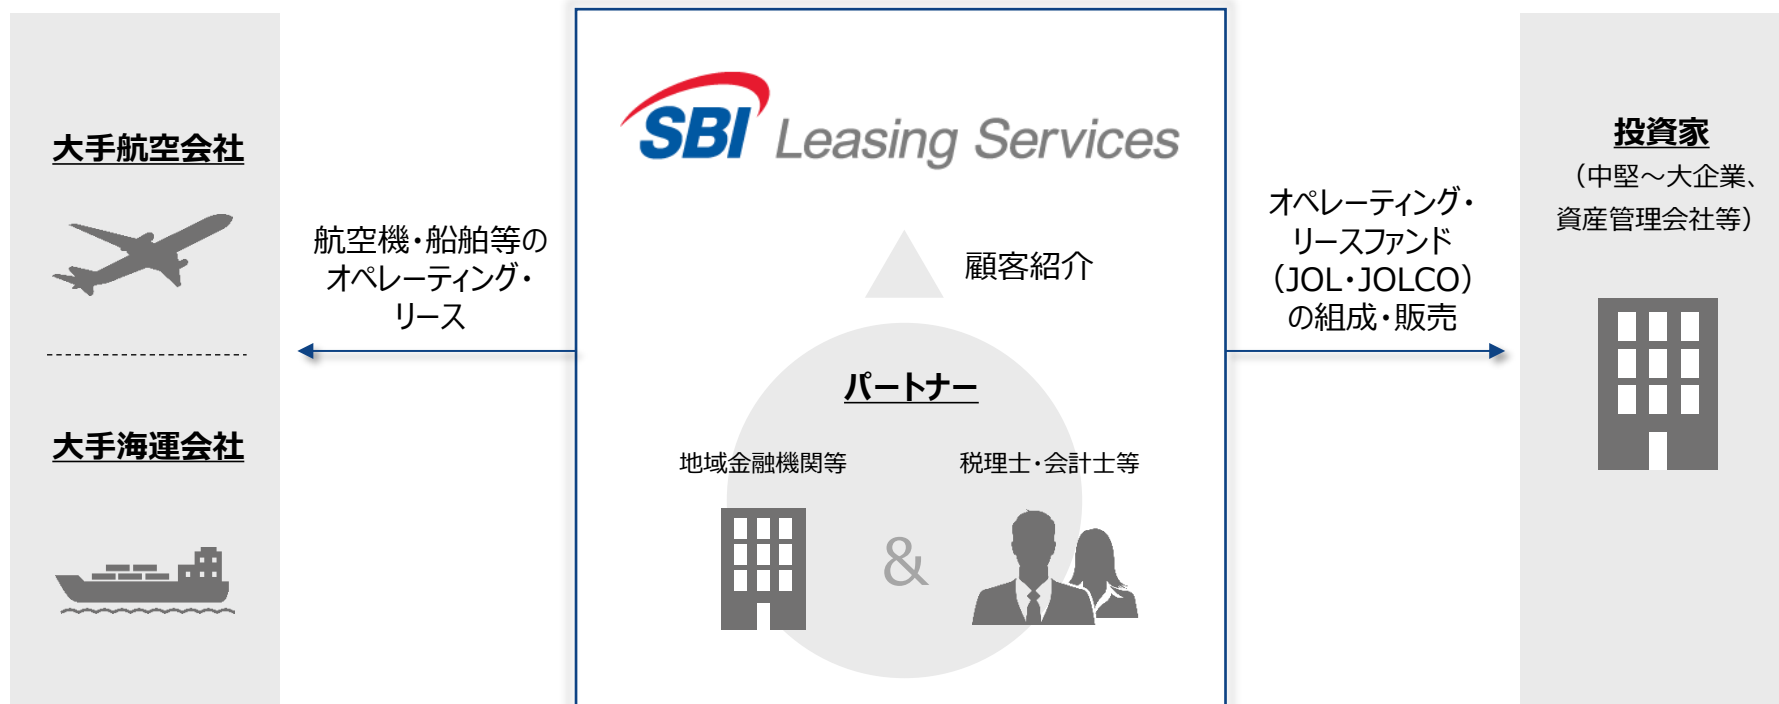 大手航空会社
大手海運会社
航空機・船舶等の
オペレーティング・
リース
SBI Leasing Services
顧客紹介
パートナー
地域金融機関等
税理士・会計士等
&
オペレーティング・
リースファンド
（JOL・JOLCO）
の組成・販売
投資家
（中堅～大企業、
資産管理会社等）